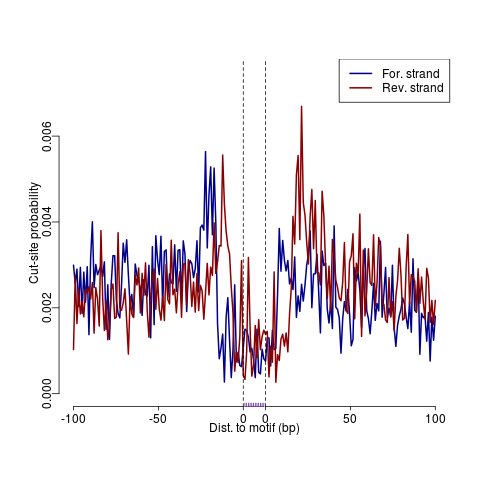 For. strand
Rev. strand
Cut-site probability
0.006
0.004
0.002
0.000
-100 -50 0 0 50 100
Dist. to motif (bp)